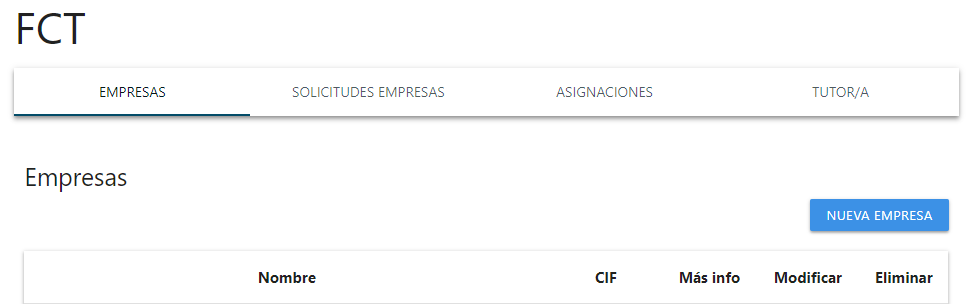 FCT
EMPRESAS SOLICITUDES EMPRESAS ASIGNACIONES TUTOR/A
Empresas
NUEVA EMPRESA
Nombre CIF Más info Modificar Eliminar